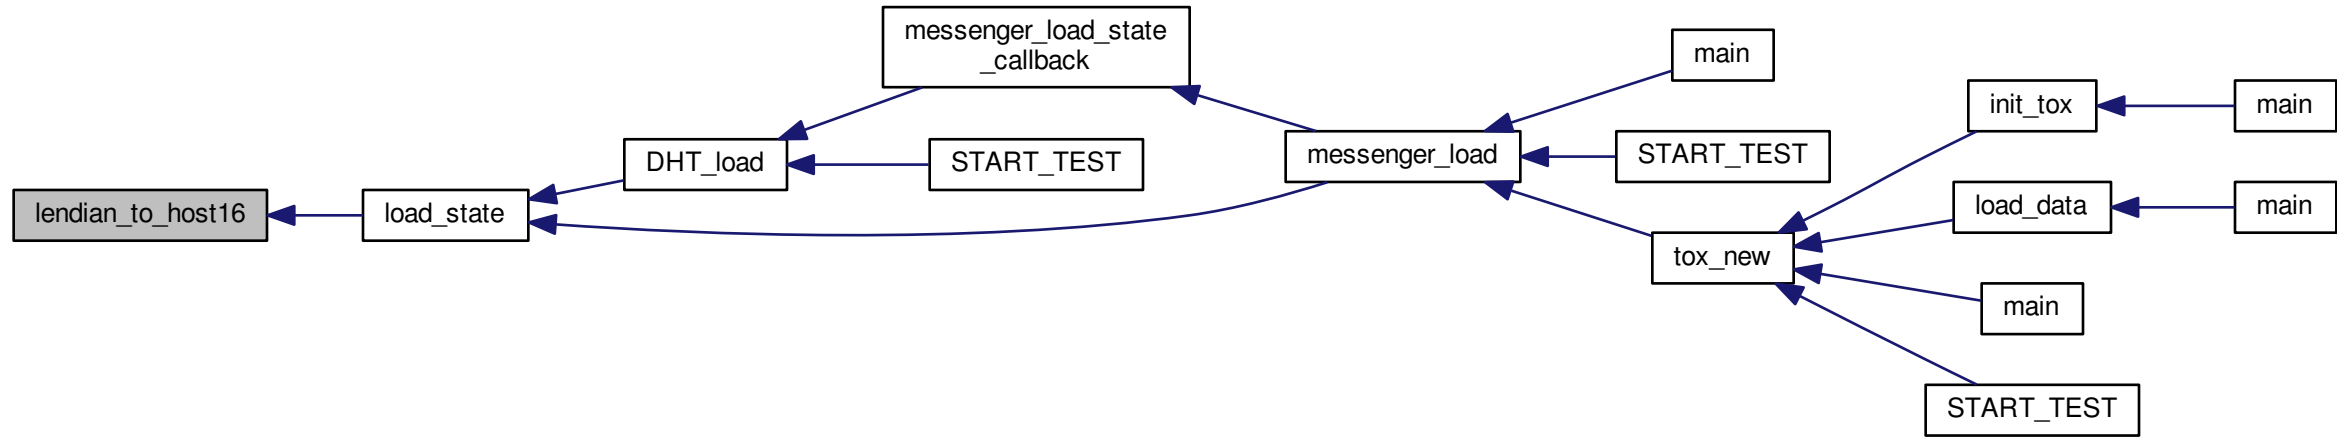 messenger_load_state
_callback
main
init_tox
main
DHT_load
START_TEST
messenger_load
START_TEST
lendian_to_host16
load_state
load_data
main
tox_new
main
START_TEST